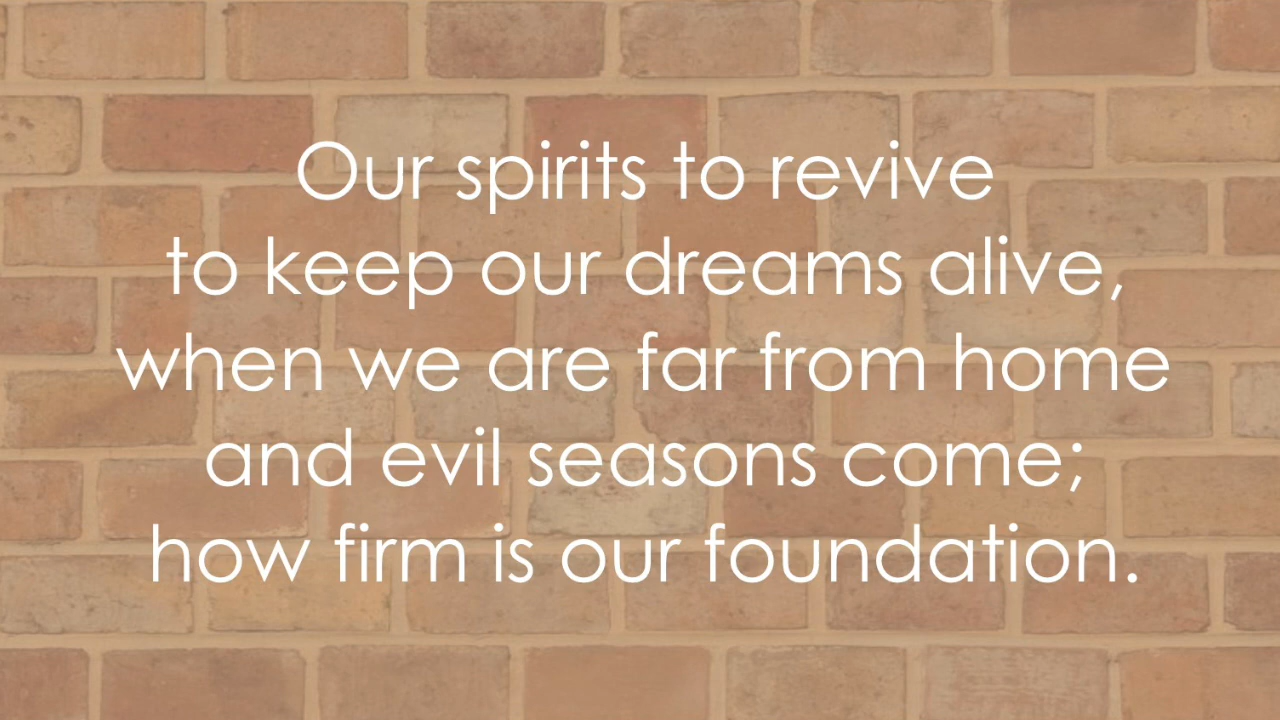 Our spirits to revive
to keep our dreams alive,
when we are far from home
and evil seasons come;
how firm is our foundation.